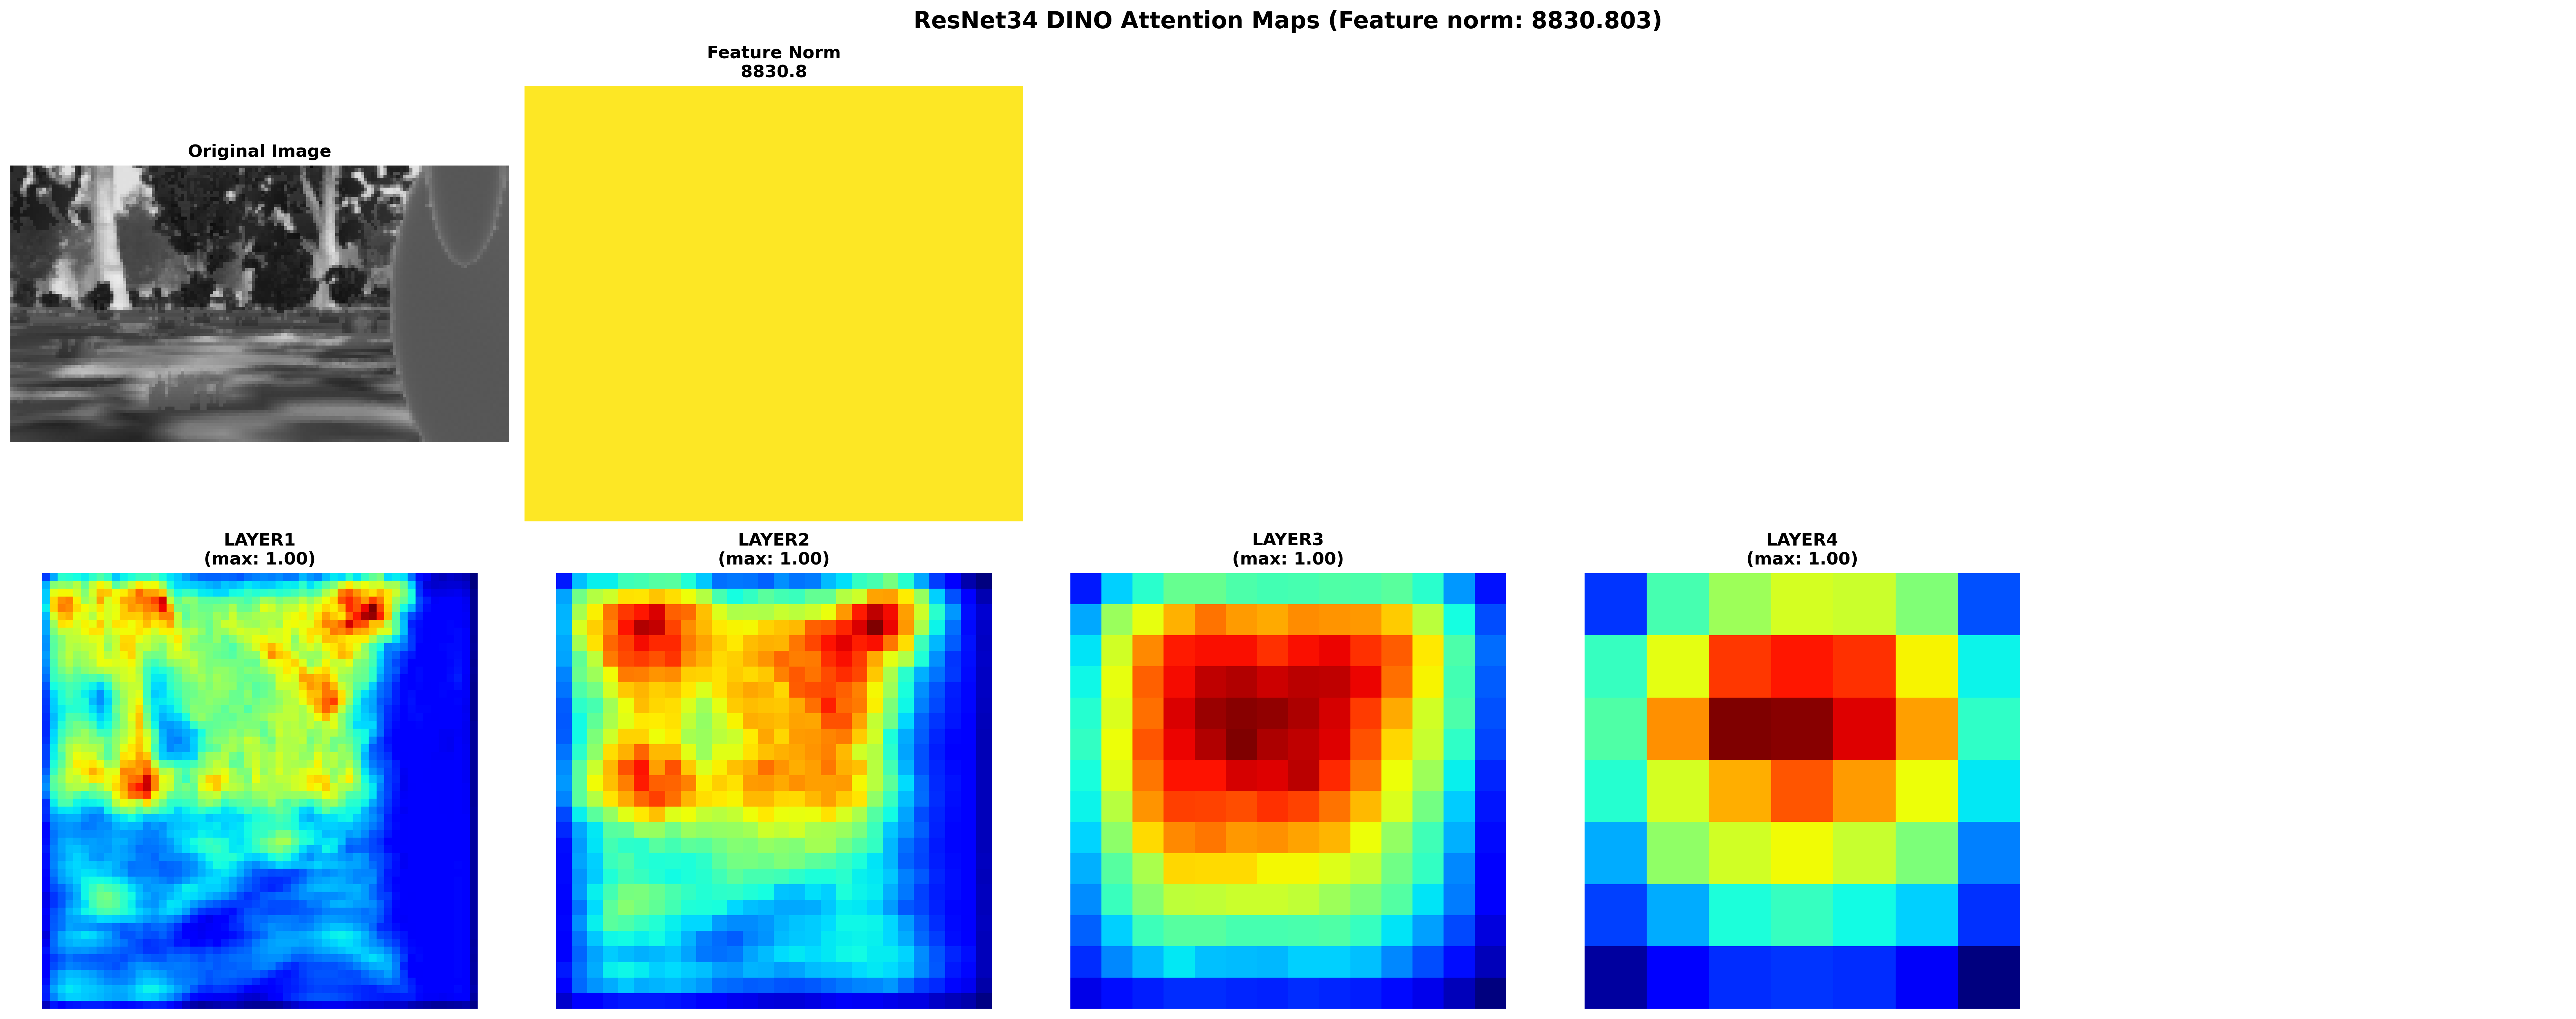 ResNet34 DINO Attention Maps (Feature norm: 8830.803)
Feature Norm
8830.8
Original Image
LAYER1
(max: 1.00)
LAYER2
(max: 1.00)
LAYER3
(max: 1.00)
LAYER4
(max: 1.00)